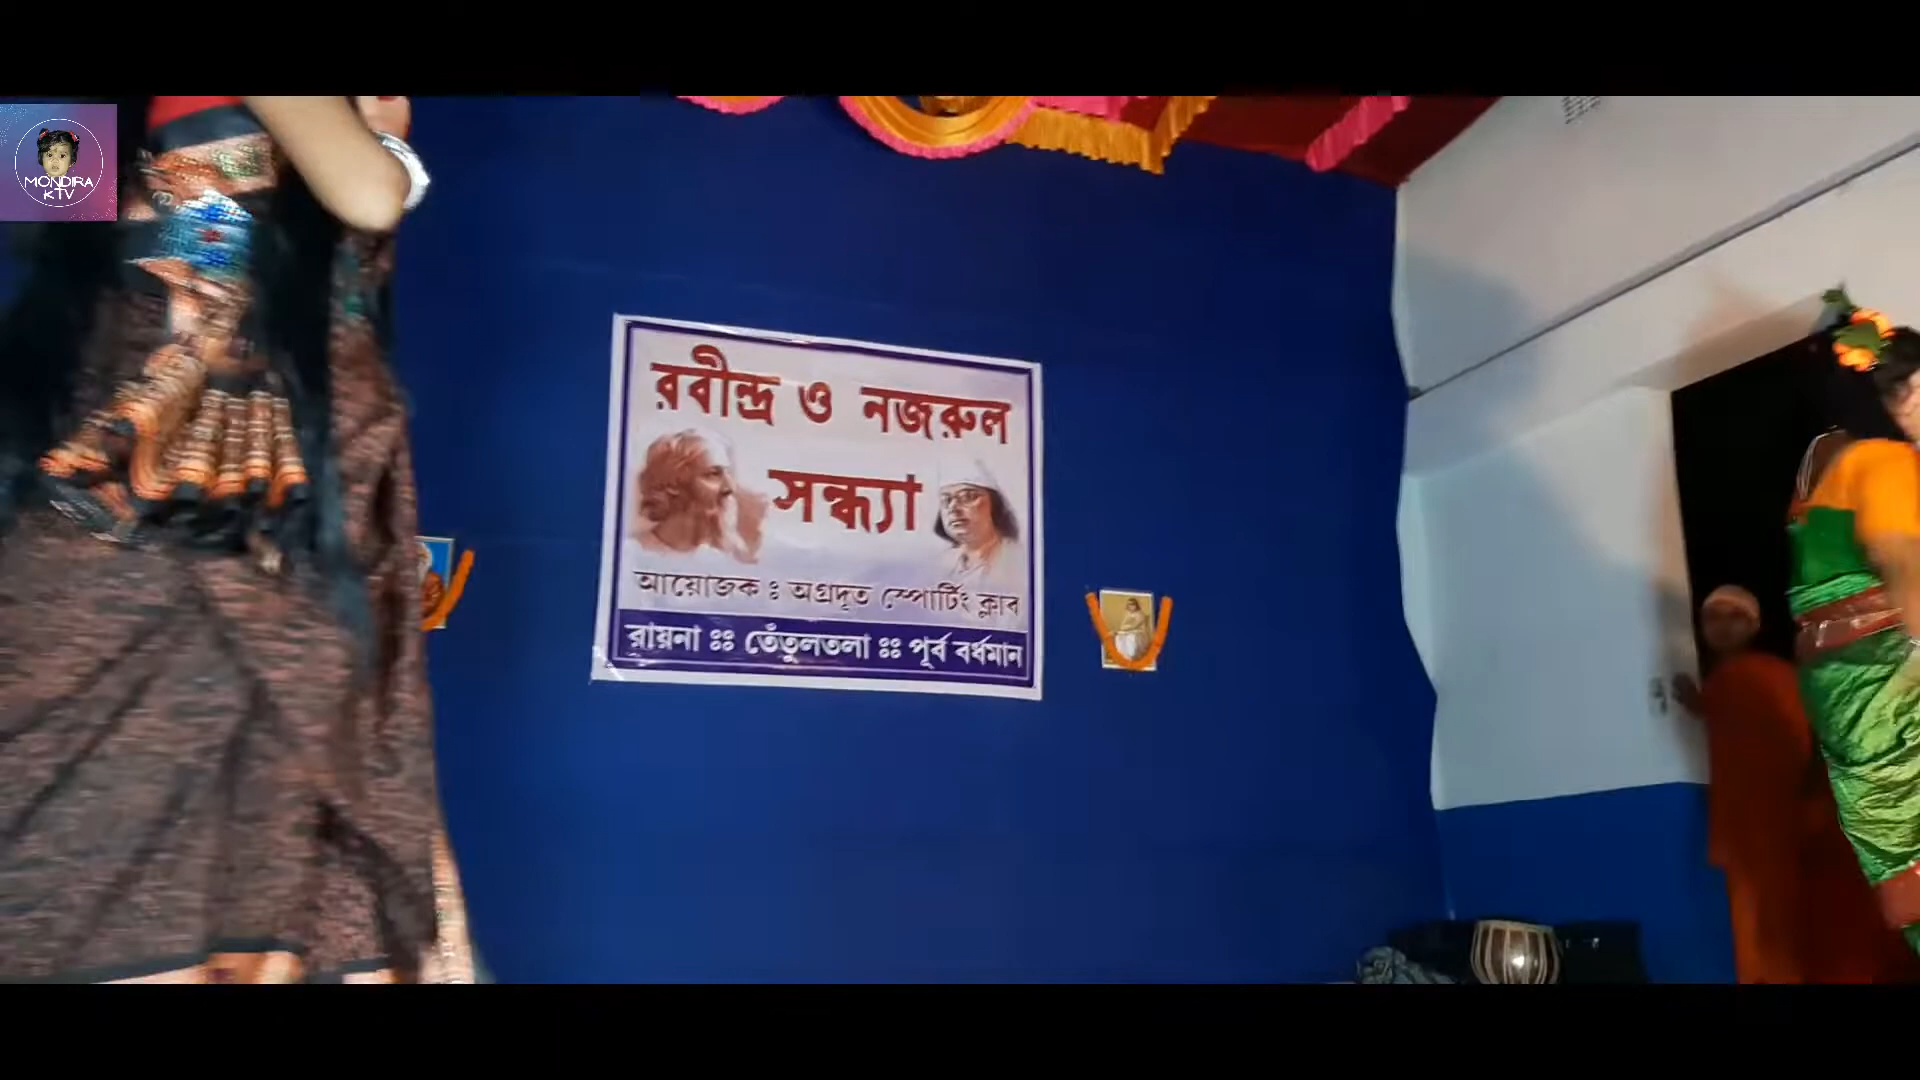 MONDIRA
KTV
রবীন্দ্র ও নজরুল
সন্ধ্যা
আয়োজক ঃ অগ্রদূত স্পোর্টিং ক্লাব
রায়না ঃঃ তেঁতুলতলা ঃঃ পূর্ব বর্ধমান